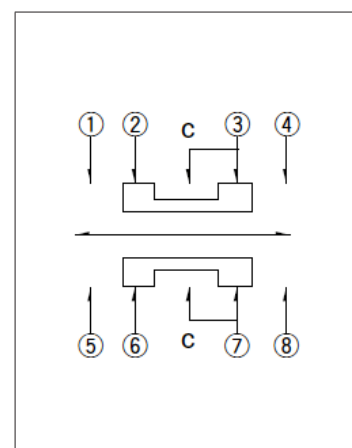 ① ② C ③ ④
⑤ ⑥ C ⑦ ⑧